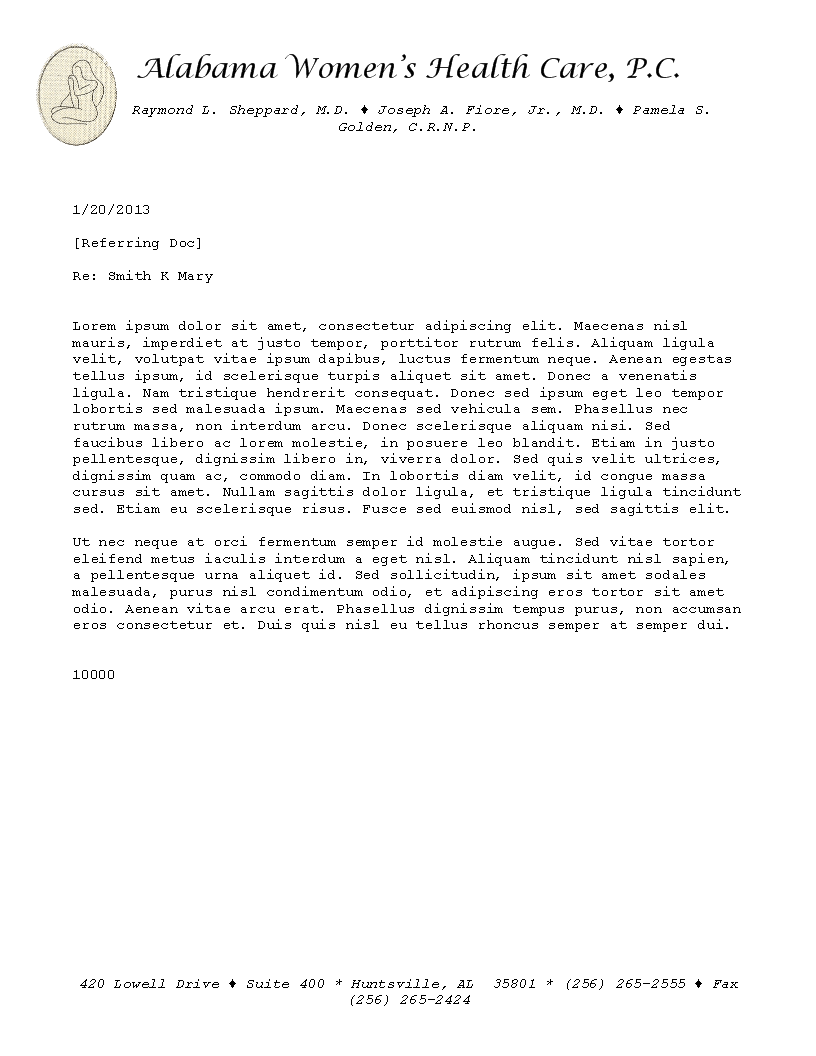 Alabama Women's Health Care, P.C.
Raymond L. Sheppard, M.D. ♦ Joseph A. Fiore, Jr., M.D. ♦ Pamela S.
Golden, C.R.N.P.
1/20/2013
[Referring Doc]
Re: Smith K Mary
Lorem ipsum dolor sit amet, consectetur adipiscing elit. Maecenas nisl
mauris, imperdiet at justo tempor, porttitor rutrum felis. Aliquam ligula
velit, volutpat vitae ipsum dapibus, luctus fermentum neque. Aenean egestas
tellus ipsum, id scelerisque turpis aliquet sit amet. Donec a venenatis
ligula. Nam tristique hendrerit consequat. Donec sed ipsum eget leo tempor
lobortis sed malesuada ipsum. Maecenas sed vehicula sem. Phasellus nec
rutrum massa, non interdum arcu. Donec scelerisque aliquam nisi. Sed
faucibus libero ac lorem molestie, in posuere leo blandit. Etiam in justo
pellentesque, dignissim libero in, viverra dolor. Sed quis velit ultrices,
dignissim quam ac, commodo diam. In lobortis diam velit, id congue massa
cursus sit amet. Nullam sagittis dolor ligula, et tristique ligula tincidunt
sed. Etiam eu scelerisque risus. Fusce sed euismod nisl, sed sagittis elit.
Ut nec neque at orci fermentum semper id molestie augue. Sed vitae tortor
eleifend metus iaculis interdum a eget nisl. Aliquam tincidunt nisl sapien,
a pellentesque urna aliquet id. Sed sollicitudin, ipsum sit amet sodales
malesuada, purus nisl condimentum odio, et adipiscing eros tortor sit amet
odio. Aenean vitae arcu erat. Phasellus dignissim tempus purus, non accumsan
eros consectetur et. Duis quis nisl eu tellus rhoncus semper at semper dui.
10000
420 Lowell Drive ♦ Suite 400 * Huntsville, AL  35801 * (256) 265-2555 ♦ Fax
(256) 265-2424